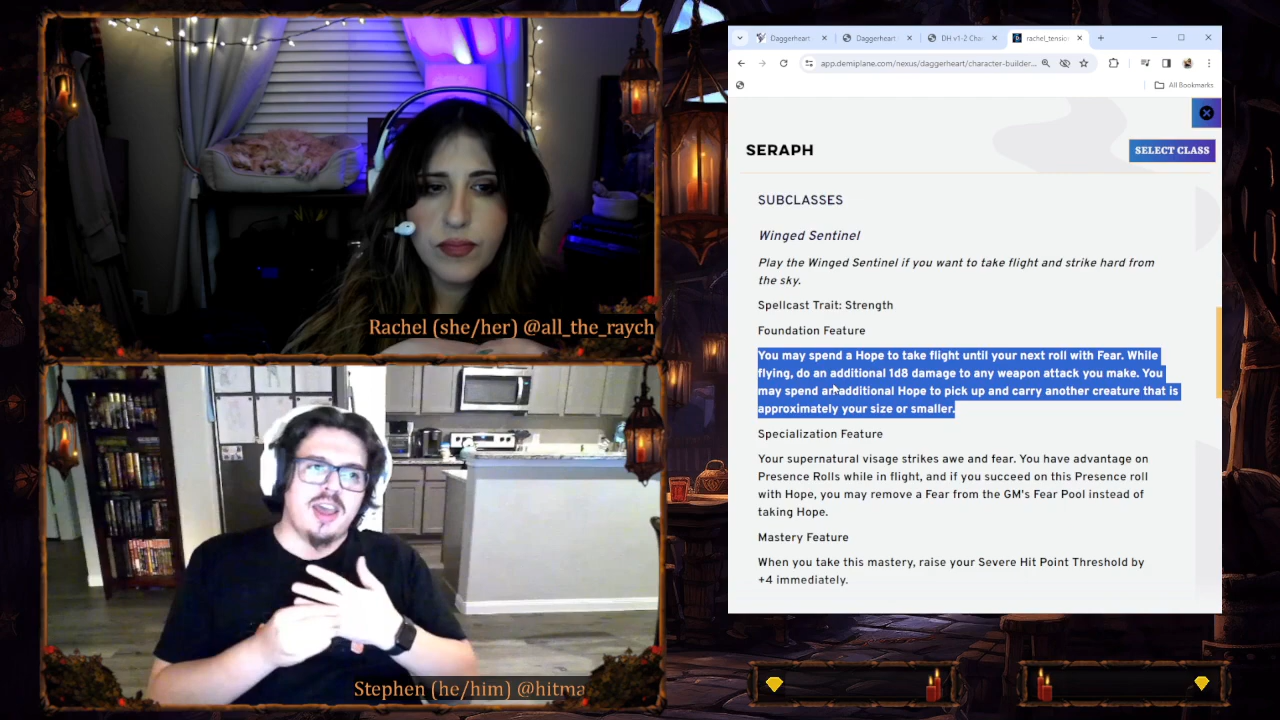 Rachel (she/her) @all_the_raych
Stephen (he/him) @hitma
Daggerheart
Daggerheart
DH v1-2 Cha
rachel_tensio
app.demiplane.com/nexus/daggerheart/character-builder...
All Bookmarks
SERAPH
SELECT CLASS
SUBCLASSES
Winged Sentinel
Play the Winged Sentinel if you want to take flight and strike hard from
the sky.
Spellcast Trait: Strength
Foundation Feature
You may spend a Hope to take flight until your next roll with Fear. While
flying, do an additional 1d8 damage to any weapon attack you make. You
may spend an additional Hope to pick up and carry another creature that is
approximately your size or smaller.
Specialization Feature
Your supernatural visage strikes awe and fear. You have advantage on
Presence Rolls while in flight, and if you succeed on this Presence roll
with Hope, you may remove a Fear from the GM's Fear Pool instead of
taking Hope.
Mastery Feature
When you take this mastery, raise your Severe Hit Point Threshold by
+4 immediately.